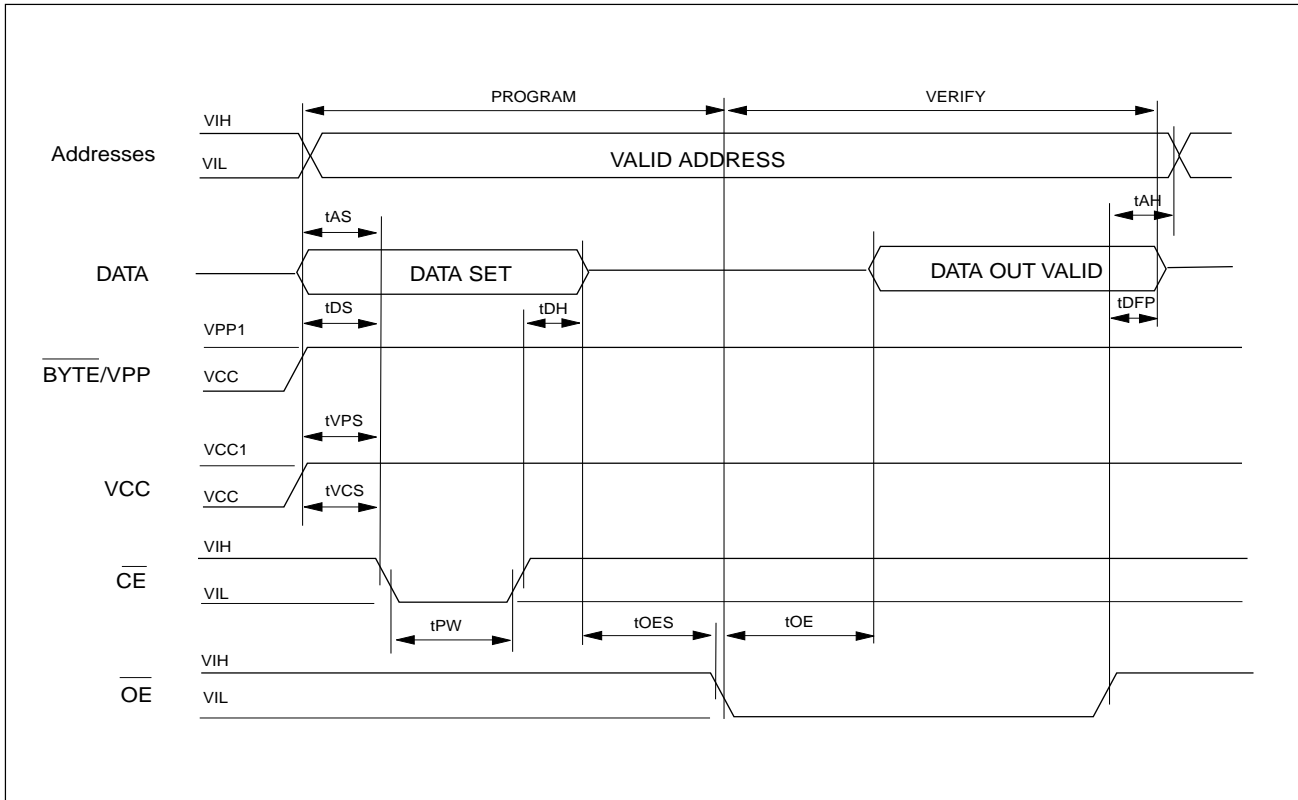 PROGRAM VERIFY
VIH
Addresses
VIL
VALID ADDRESS
tAS
tAH
DATA
DATA SET
DATA OUT VALID
tDS
tDH
tDFP
VPP1
BYTE/VPP
VCC
tVPS
VCC1
VCC
VCC
tVCS
VIH
CE
VIL
tPW
tOES
tOE
VIH
OE
VIL